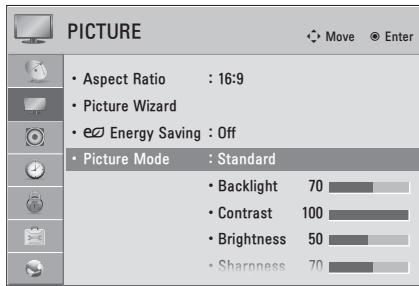 PICTURE Move Enter
• Aspect Ratio : 16:9
• Picture Wizard
• Energy Saving : Off
• Picture Mode : Standard
• Backlight 70
• Contrast 100
• Brightness 50
• Sharpness 70